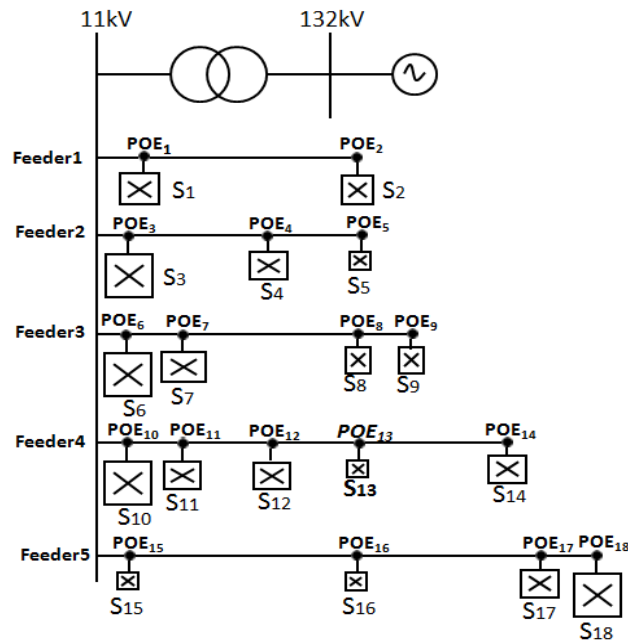 11kV 132kV
Feeder1 POE1 POE2
S1 S2
Feeder2 POE3 POE4 POE5
S3 S4 S5
Feeder3 POE6 POE7 POE8 POE9
S6 S7 S8 S9
Feeder4 POE10 POE11 POE12 POE13 POE14
S10 S11 S12 S13 S14
Feeder5 POE15 POE16 POE17 POE18
S15 S16 S17 S18